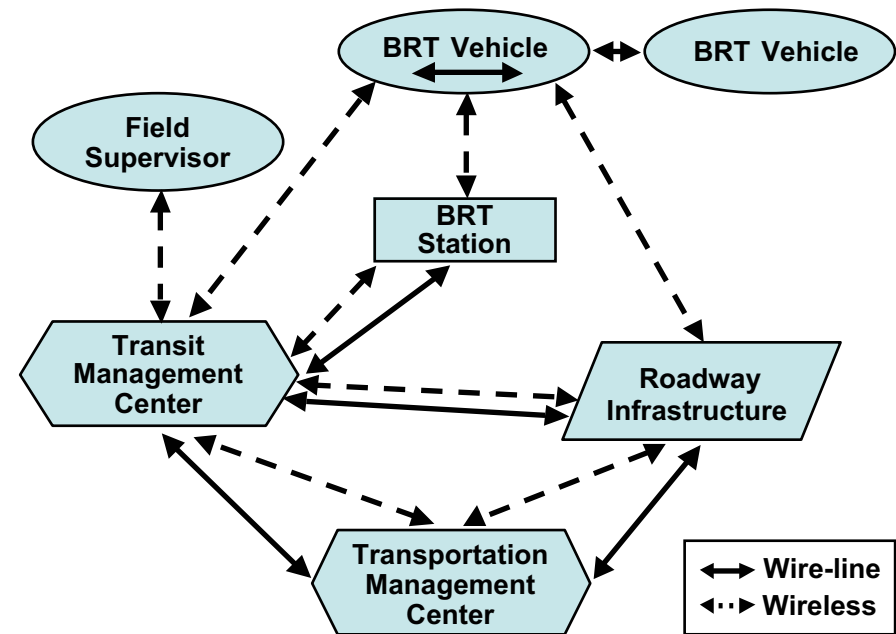 BRT Vehicle
BRT Vehicle
Field
Supervisor
BRT
Station
Transit
Management
Center
Roadway
Infrastructure
Transportation
Management
Center
Wire-line
Wireless